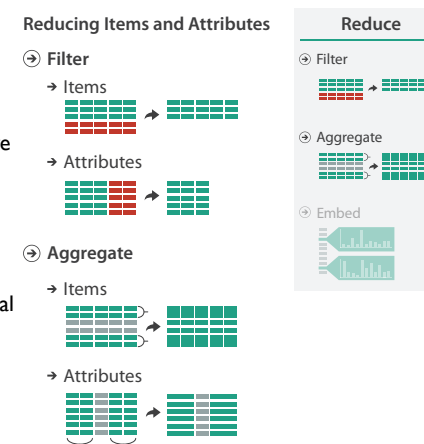 Reducing Items and Attributes
Filter
Items
Attributes
Aggregate
Items
Attributes
Reduce
Filter
Aggregate
Embed